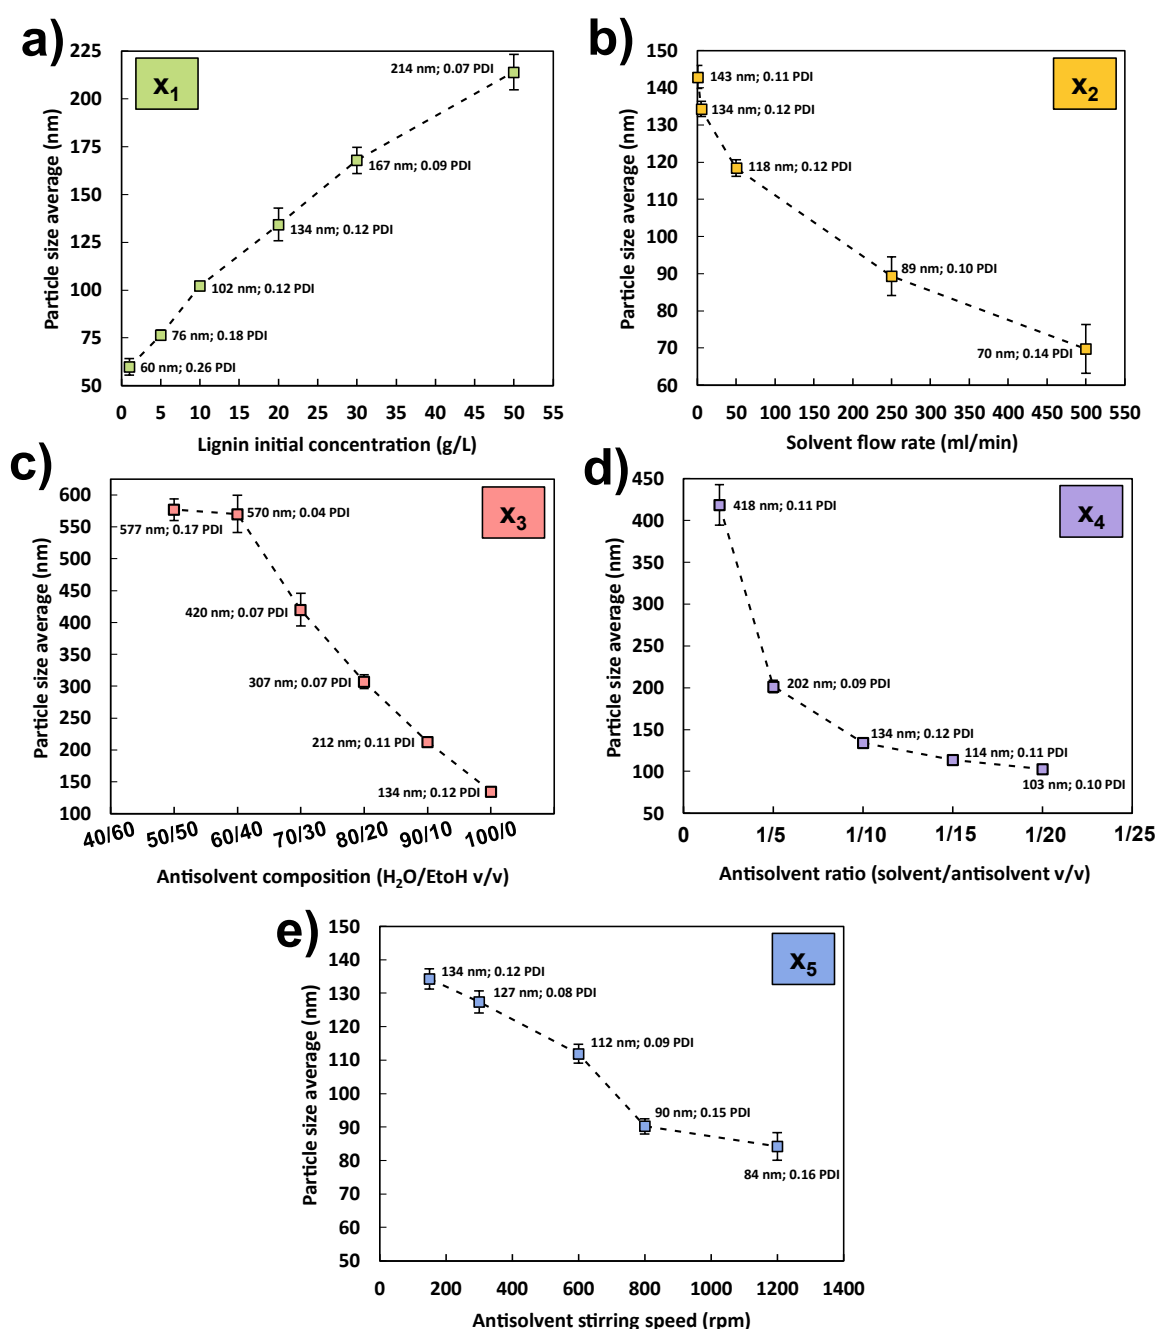 a)
x1
225
200
175
150
125
100
75
50
214 nm; 0.07 PDI
167 nm; 0.09 PDI
134 nm; 0.12 PDI
102 nm; 0.12 PDI
76 nm; 0.18 PDI
60 nm; 0.26 PDI
0 5 10 15 20 25 30 35 40 45 50 55
Particle size average (nm)
Lignin initial concentration (g/L)
b)
x2
150
140
130
120
110
100
90
80
70
60
143 nm; 0.11 PDI
134 nm; 0.12 PDI
118 nm; 0.12 PDI
89 nm; 0.10 PDI
70 nm; 0.14 PDI
0 50 100 150 200 250 300 350 400 450 500 550
Particle size average (nm)
Solvent flow rate (ml/min)
c)
x3
600
550
500
450
400
350
300
250
200
150
100
577 nm; 0.17 PDI
570 nm; 0.04 PDI
420 nm; 0.07 PDI
307 nm; 0.07 PDI
212 nm; 0.11 PDI
134 nm; 0.12 PDI
40/60 50/50 60/40 70/30 80/20 90/10 100/0
Particle size average (nm)
Antisolvent composition (H2O/EtoH v/v)
d)
x4
450
400
350
300
250
200
150
100
50
418 nm; 0.11 PDI
202 nm; 0.09 PDI
134 nm; 0.12 PDI
114 nm; 0.11 PDI
103 nm; 0.10 PDI
0 1/5 1/10 1/15 1/20 1/25
Particle size average (nm)
Antisolvent ratio (solvent/antisolvent v/v)
e)
x5
150
140
130
120
110
100
90
80
70
60
50
134 nm; 0.12 PDI
127 nm; 0.08 PDI
112 nm; 0.09 PDI
90 nm; 0.15 PDI
84 nm; 0.16 PDI
0 200 400 600 800 1000 1200 1400
Particle size average (nm)
Antisolvent stirring speed (rpm)